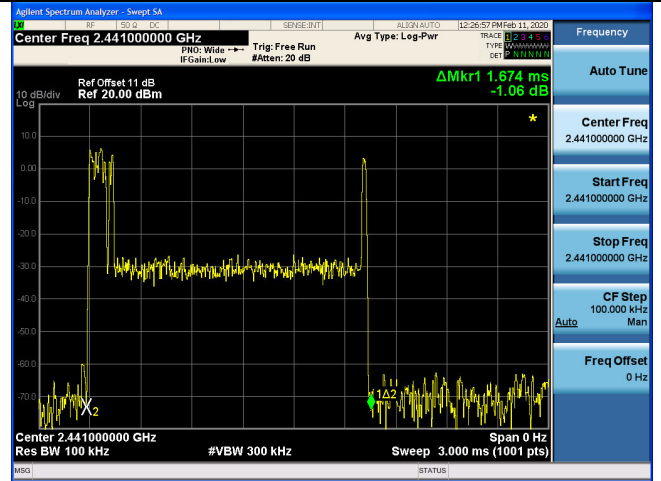 Agilent Spectrum Analyzer - Swept SA
LXI RF 50 Ω DC SENSE:INT ALIGN AUTO 12:26:57 PM Feb 11, 2020
Center Freq 2.441000000 GHz
PNO: Wide
IFGain:Low
Trig: Free Run
#Atten: 20 dB
Avg Type: Log-Pwr
TRACE 1 2 3 4 5 6
TYPE
DET P N N N N N
Frequency
Ref Offset 11 dB
10 dB/div Ref 20.00 dBm
Log
ΔMkr1 1.674 ms
-1.06 dB
10.0
0.00
-10.0
-20.0
-30.0
-40.0
-50.0
-60.0
-70.0
*
X2
1Δ2
Center 2.441000000 GHz Span 0 Hz
Res BW 100 kHz #VBW 300 kHz Sweep 3.000 ms (1001 pts)
MSG STATUS
Auto Tune
Center Freq
2.441000000 GHz
Start Freq
2.441000000 GHz
Stop Freq
2.441000000 GHz
CF Step
100.000 kHz
Auto Man
Freq Offset
0 Hz